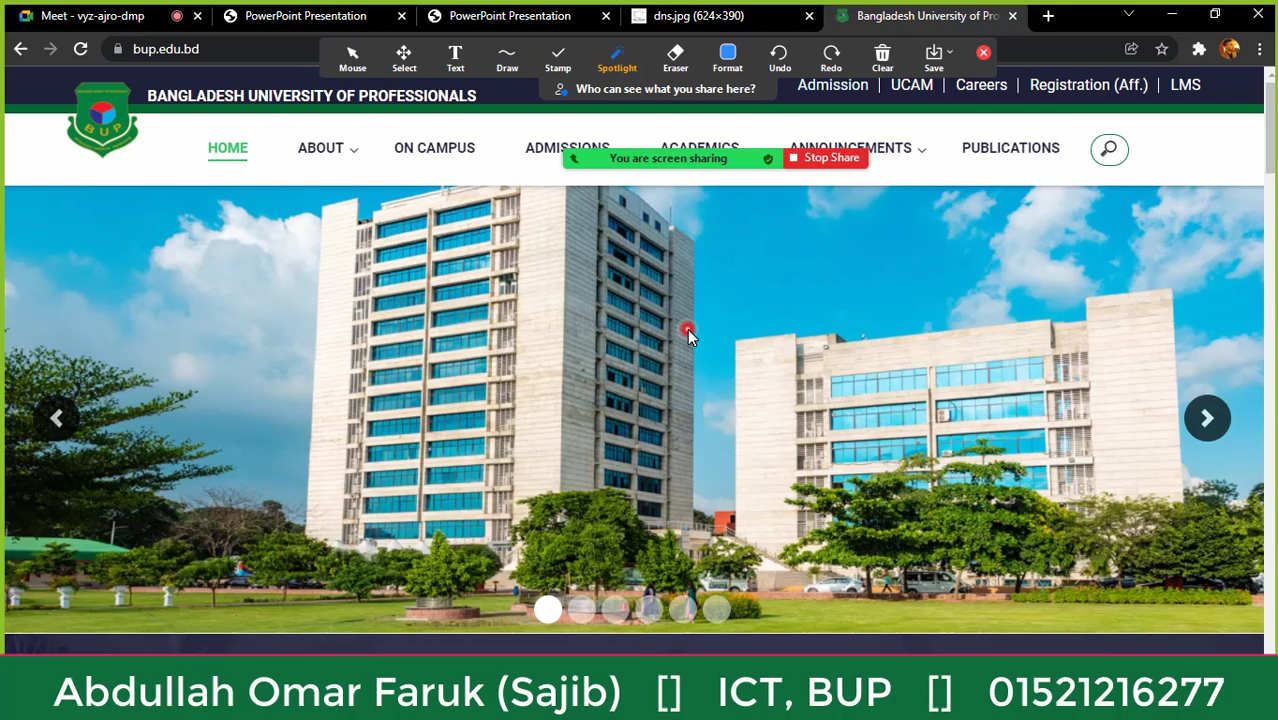 Meet - vyz-ajro-dmp
PowerPoint Presentation
PowerPoint Presentation
dns.jpg (624×390)
Bangladesh University of Pro
bup.edu.bd
Mouse
Select
Text
Draw
Stamp
Spotlight
Eraser
Format
Undo
Redo
Clear
Save
Who can see what you share here?
Admission
UCAM
Careers
Registration (Aff.)
LMS
BANGLADESH UNIVERSITY OF PROFESSIONALS
BUP
HOME
ABOUT
ON CAMPUS
ADMISSIONS
ACADEMICS
ANNOUNCEMENTS
PUBLICATIONS
You are screen sharing
Stop Share
Abdullah Omar Faruk (Sajib) [] ICT, BUP [] 01521216277